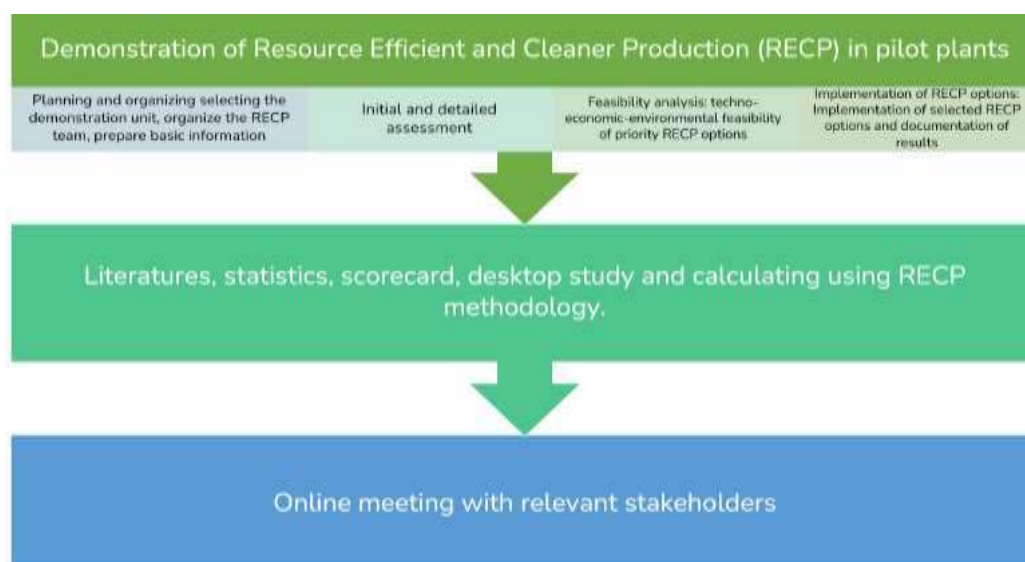 Demonstration of Resource Efficient and Cleaner Production (RECP) in pilot plants
Planning and organizing selecting the
demonstration unit, organize the RECP
team, prepare basic information
Initial and detailed
assessment
Feasibility analysis: techno-
economic-environmental feasibility
of priority RECP options
Implementation of RECP options:
Implementation of selected RECP
options and documentation of
results
Literatures, statistics, scorecard, desktop study and calculating using RECP
methodology.
Online meeting with relevant stakeholders